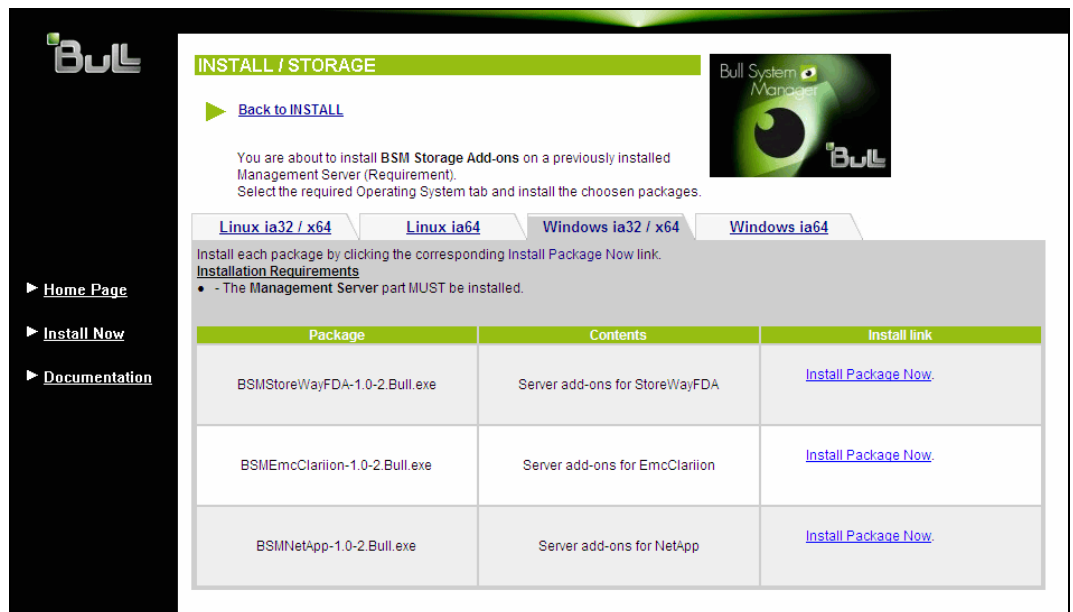 Bull
INSTALL / STORAGE
Bull System
Manager
Bull
Back to INSTALL
You are about to install BSM Storage Add-ons on a previously installed
Management Server (Requirement).
Select the required Operating System tab and install the choosen packages.
Linux ia32 / x64
Linux ia64
Windows ia32 / x64
Windows ia64
Install each package by clicking the corresponding Install Package Now link.
Installation Requirements
● - The Management Server part MUST be installed.
Home Page
Install Now
Documentation
Package
Contents
Install link
BSMStoreWayFDA-1.0-2.Bull.exe
Server add-ons for StoreWayFDA
Install Package Now.
BSMEmcClariion-1.0-2.Bull.exe
Server add-ons for EmcClariion
Install Package Now.
BSMNetApp-1.0-2.Bull.exe
Server add-ons for NetApp
Install Package Now.